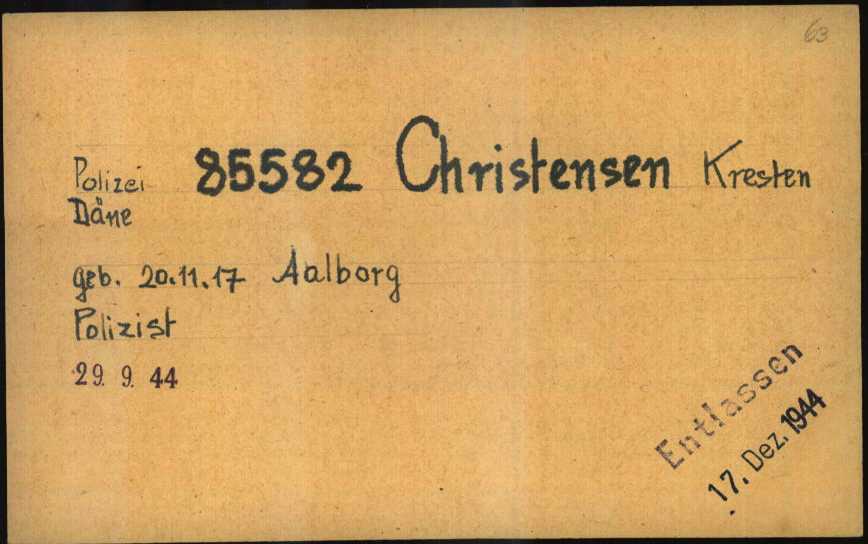 63
Polizei 85582 Christensen Kresten
Däne
geb. 20.11.17 Aalborg
Polizist
29. 9. 44
Entlassen
17. Dez. 1944